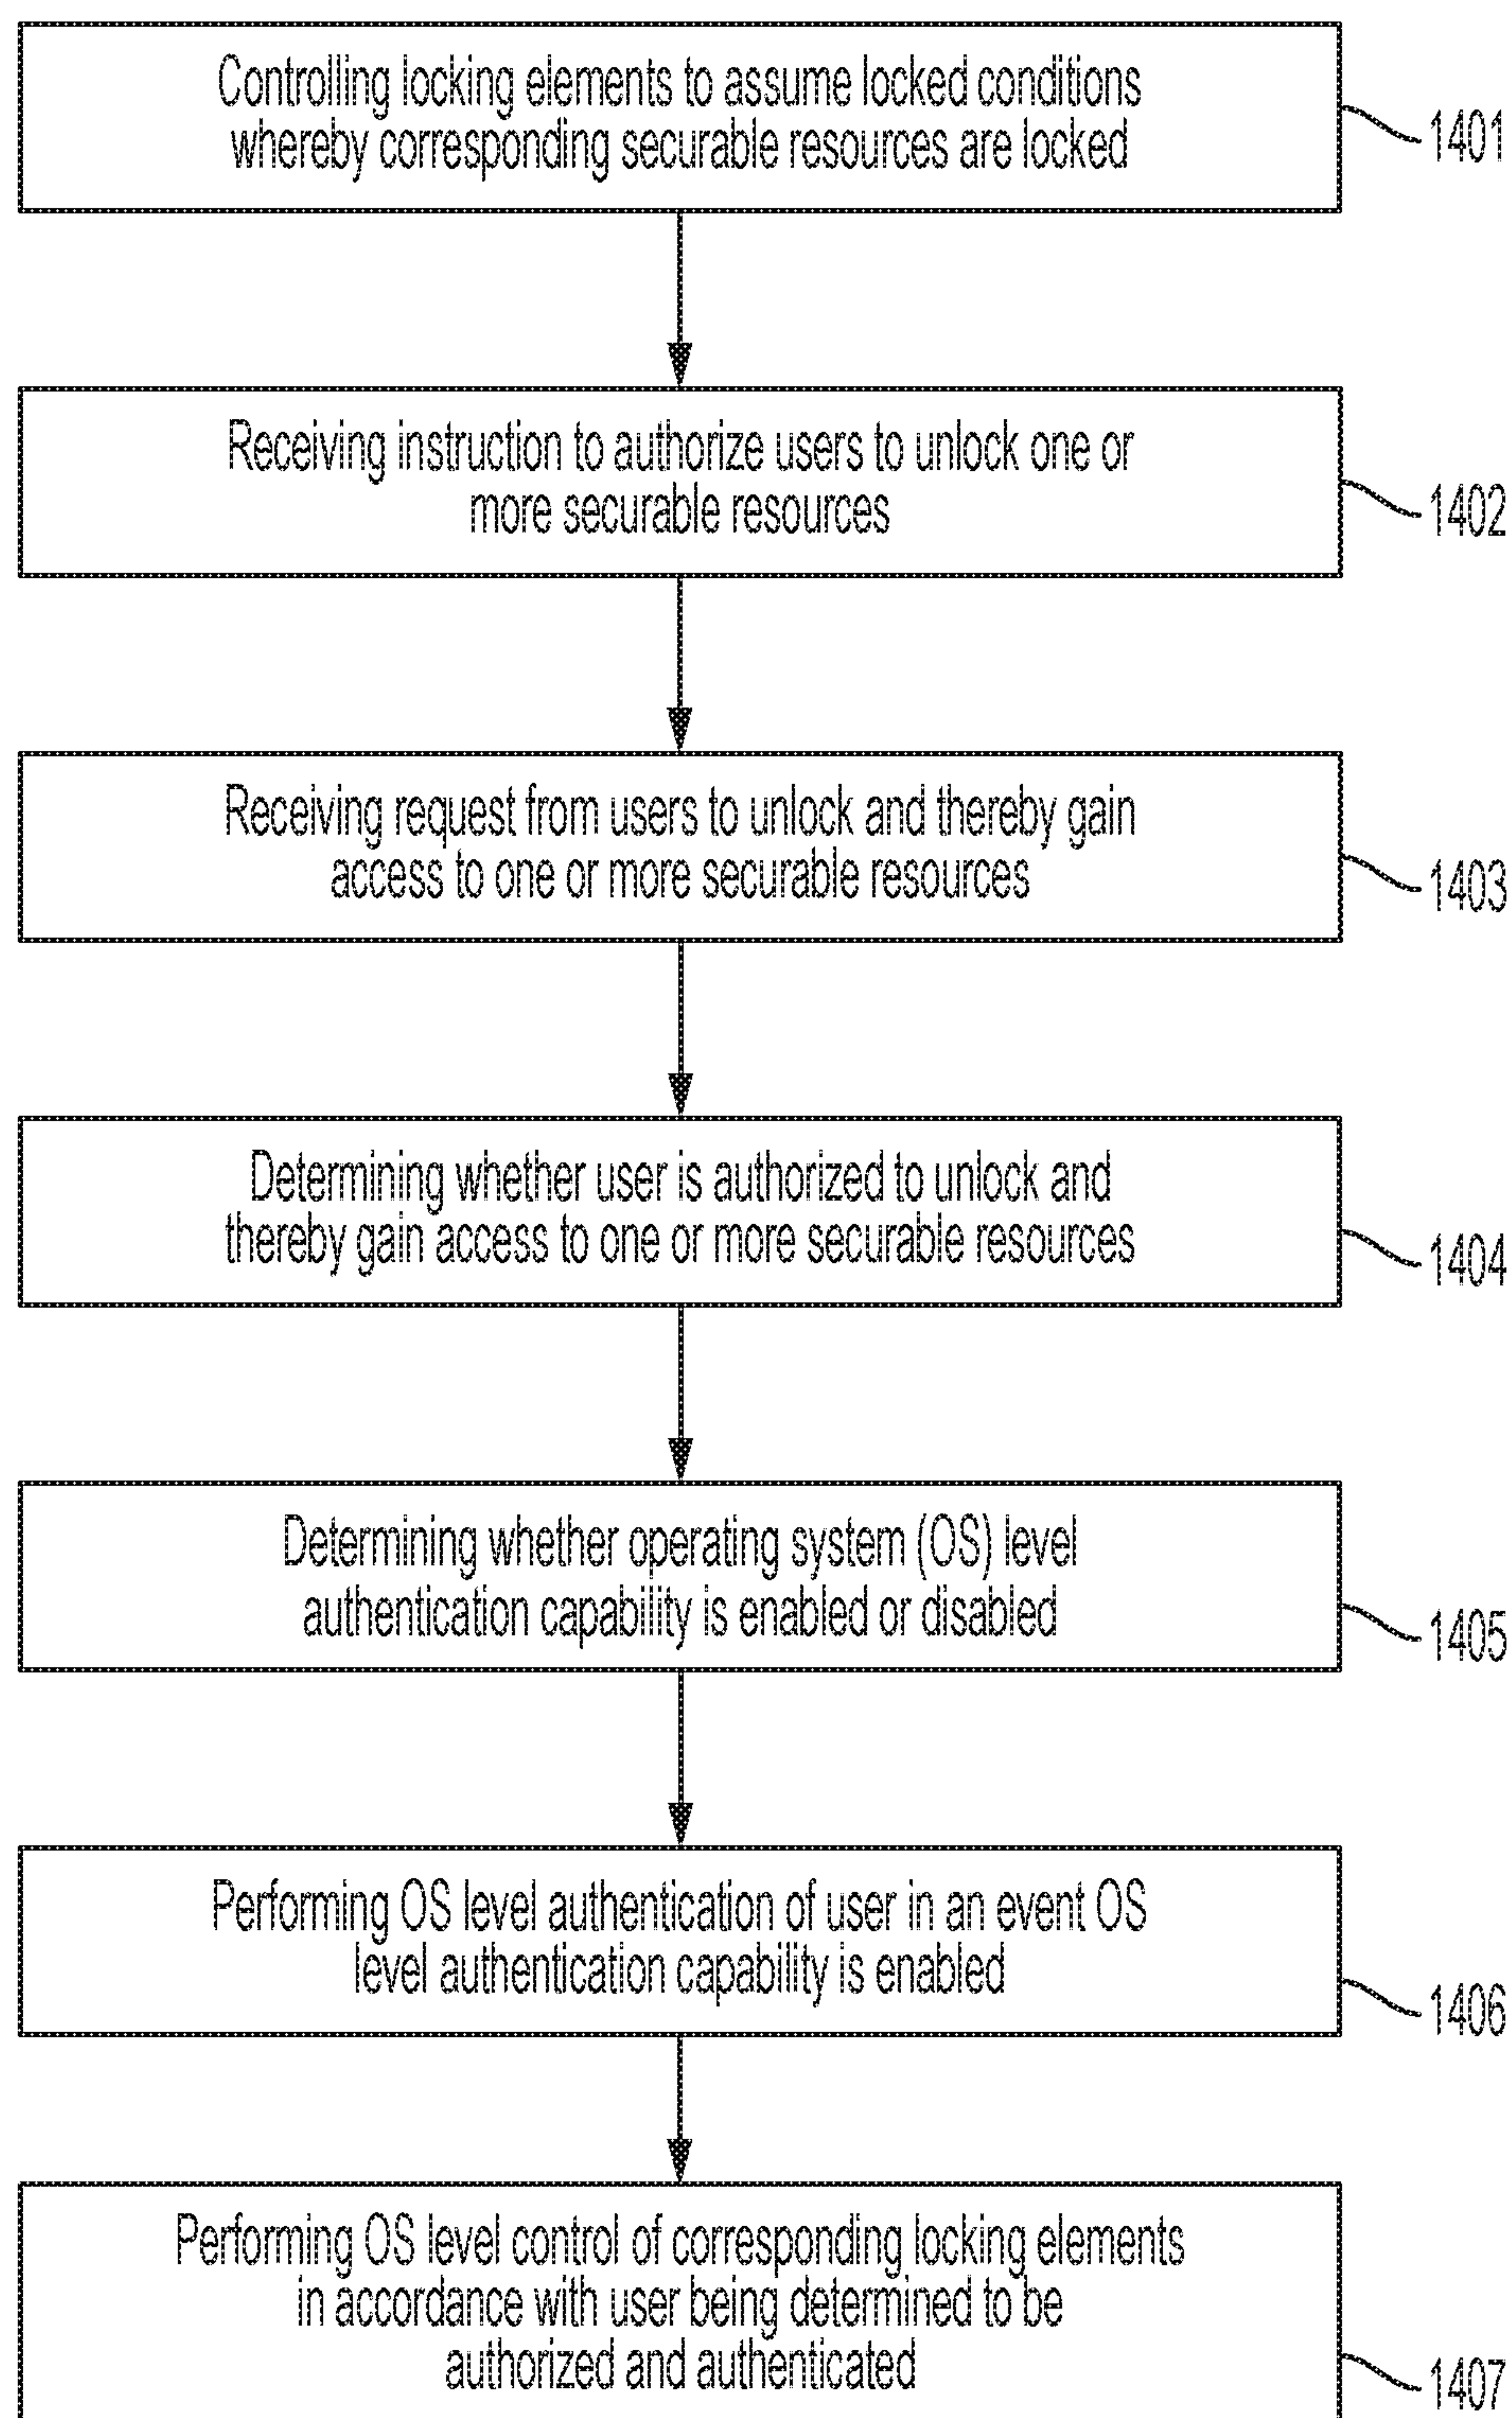 Controlling locking elements to assume locked conditions
whereby corresponding securable resources are locked
1401
Receiving instruction to authorize users to unlock one or
more securable resources
1402
Receiving request from users to unlock and thereby gain
access to one or more securable resources
1403
Determining whether user is authorized to unlock and
thereby gain access to one or more securable resources
1404
Determining whether operating system (OS) level
authentication capability is enabled or disabled
1405
Performing OS level authentication of user in an event OS
level authentication capability is enabled
1406
Performing OS level control of corresponding locking elements
in accordance with user being determined to be
authorized and authenticated
1407